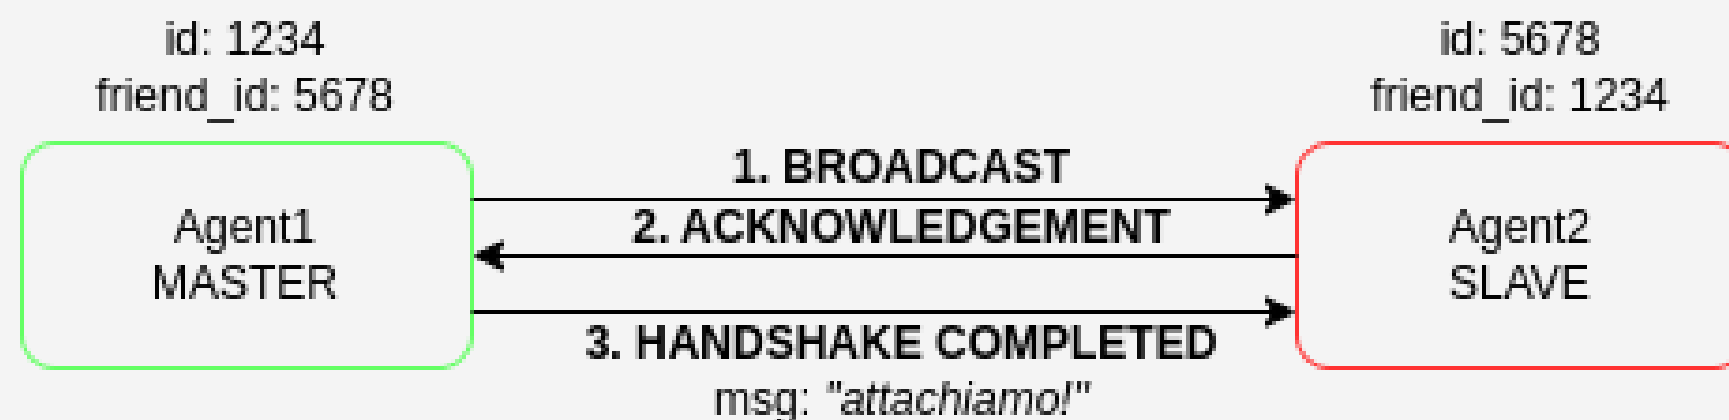 id: 1234
friend_id: 5678
id: 5678
friend_id: 1234
Agent1
MASTER
1. BROADCAST
2. ACKNOWLEDGEMENT
3. HANDSHAKE COMPLETED
msg: "attachiamo!"
Agent2
SLAVE